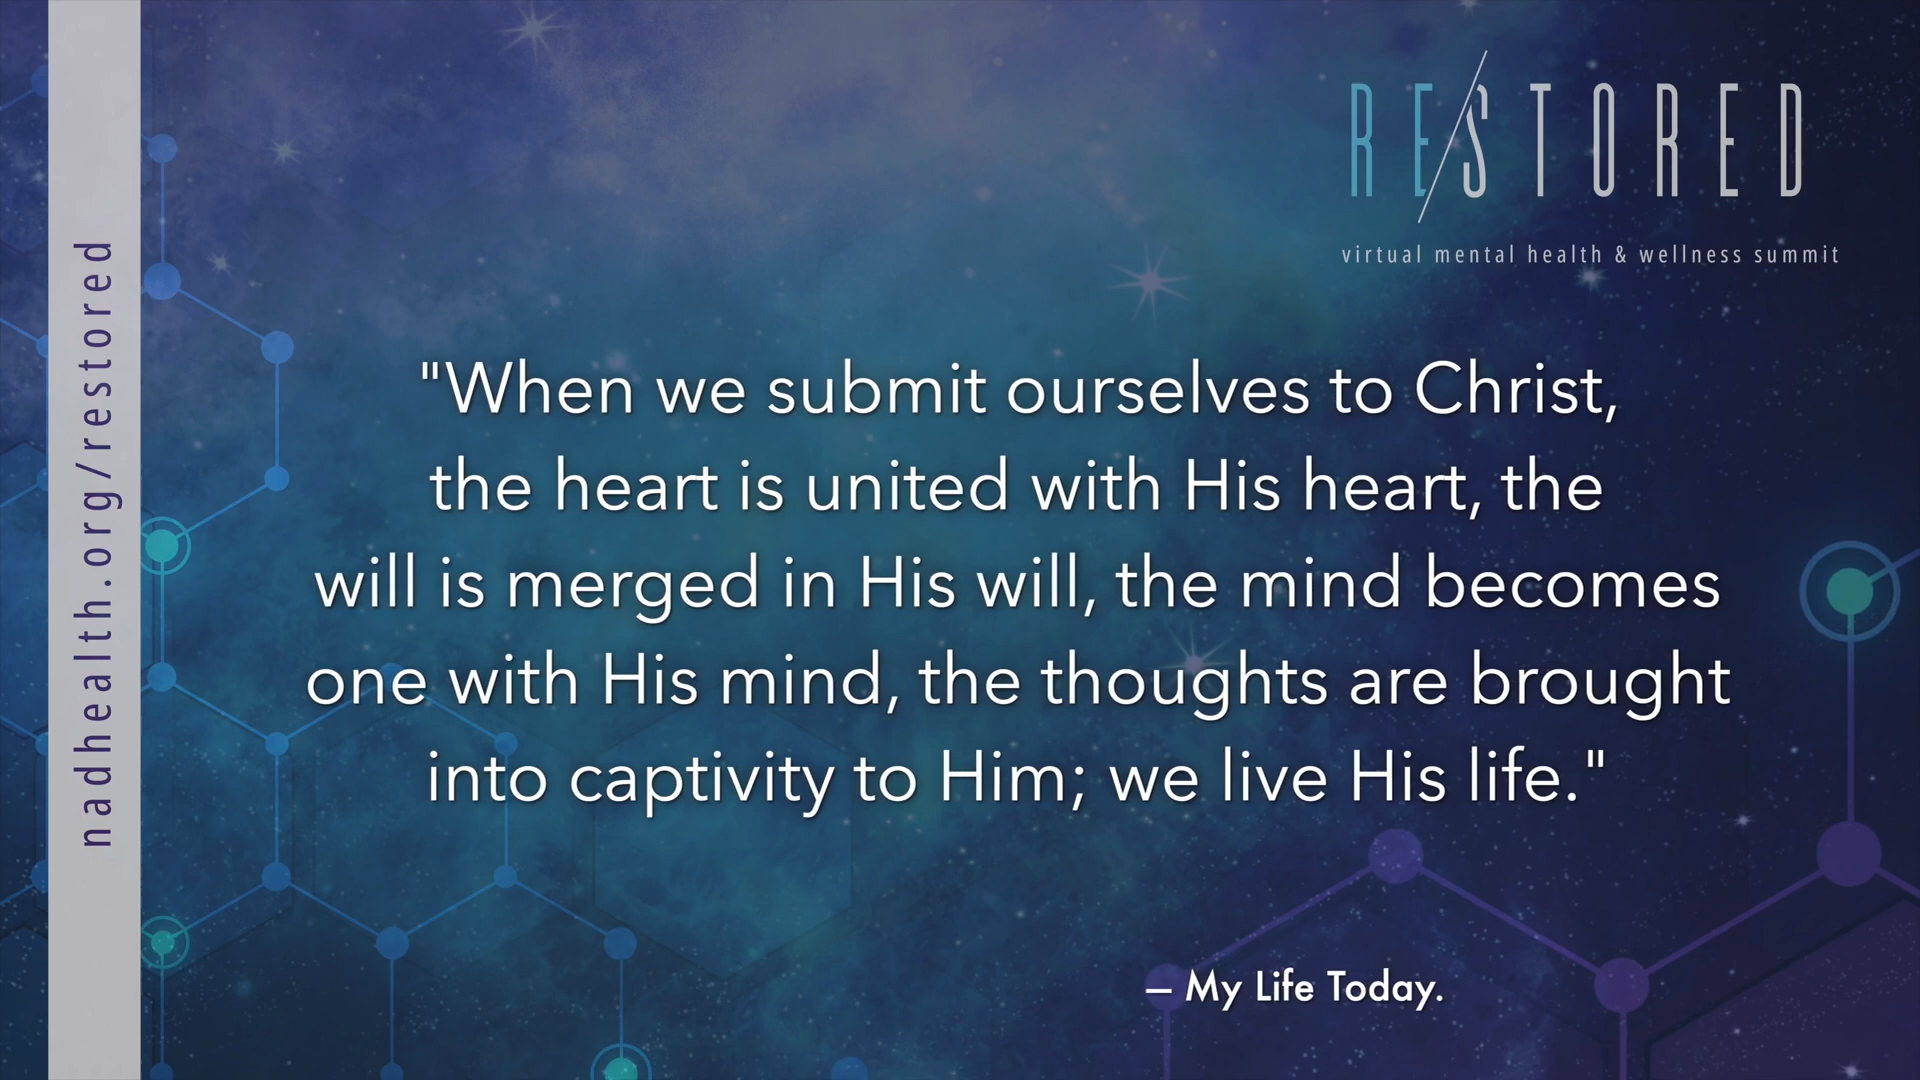 nadhealth.org/restored
RE/STORED
virtual mental health & wellness summit
"When we submit ourselves to Christ,
the heart is united with His heart, the
will is merged in His will, the mind becomes
one with His mind, the thoughts are brought
into captivity to Him; we live His life."
– My Life Today.